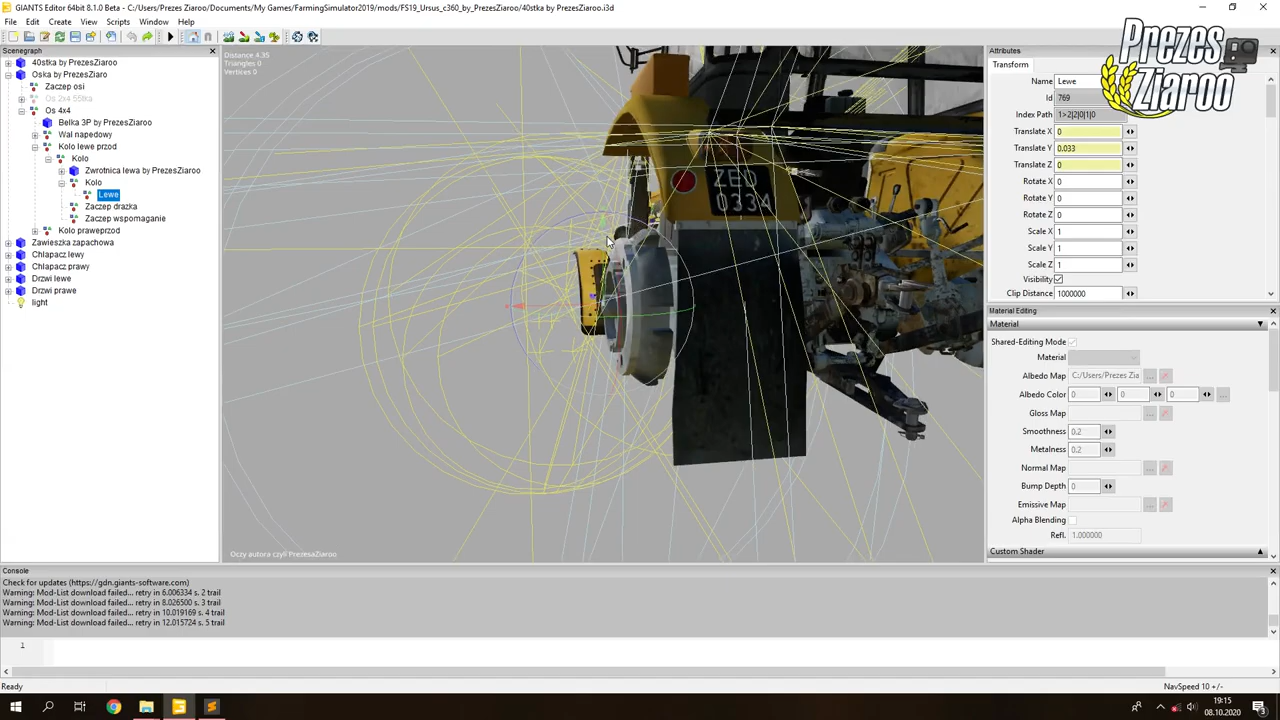 GIANTS Editor 64bit 8.1.0 Beta - C:/Users/Prezes Ziaroo/Documents/My Games/FarmingSimulator2019/mods/FS19_Ursus_c360_by_PrezesZiaroo/40stka by PrezesZiaroo.i3d
File Edit Create View Scripts Window Help
Scenegraph
40stka by PrezesZiaroo
Oska by PrezesZiaro
Zaczep osi
Os 2x4 55tka
Os 4x4
Belka 3P by PrezesZiaroo
Wal napedowy
Kolo lewe przod
Kolo
Zwrotnica lewa by PrezesZiaroo
Kolo
Lewe
Zaczep drazka
Zaczep wspomaganie
Kolo praweprzod
Zawieszka zapachowa
Chlapacz lewy
Chlapacz prawy
Drzwi lewe
Drzwi prawe
light
Distance 4.35
Triangles 0
Vertices 0
ZED
0334
Oczy autora czyli PrezesaZiaroo
Prezes
Ziaroo
Attributes
Transform
Name Lewe
Id 769
Index Path 1>2|2|0|1|0
Translate X 0
Translate Y 0.033
Translate Z 0
Rotate X 0
Rotate Y 0
Rotate Z 0
Scale X 1
Scale Y 1
Scale Z 1
Visibility
Clip Distance 1000000
Material Editing
Material
Shared-Editing Mode
Material
Albedo Map C:/Users/Prezes Zia ...
Albedo Color 0 0 0 ...
Gloss Map ...
Smoothness 0.2
Metalness 0.2
Normal Map ...
Bump Depth 0
Emissive Map ...
Alpha Blending
Refl. 1.000000
Custom Shader
Console
Check for updates (https://gdn.giants-software.com)
Warning: Mod-List download failed... retry in 6.006334 s. 2 trail
Warning: Mod-List download failed... retry in 8.026500 s. 3 trail
Warning: Mod-List download failed... retry in 10.019169 s. 4 trail
Warning: Mod-List download failed... retry in 12.015724 s. 5 trail
1
Ready
NavSpeed 10 +/-
19:15
08.10.2020